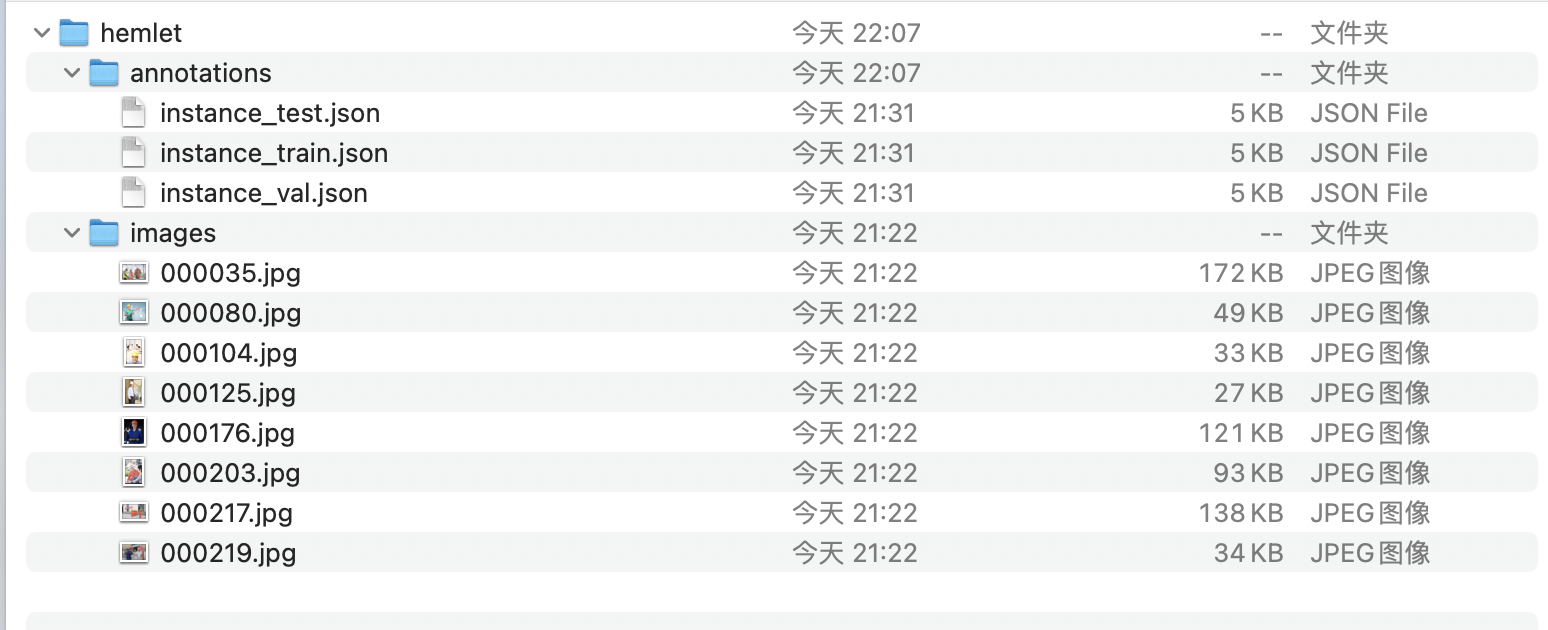 hemlet 今天 22:07 -- 文件夹
annotations 今天 22:07 -- 文件夹
instance_test.json 今天 21:31 5 KB JSON File
instance_train.json 今天 21:31 5 KB JSON File
instance_val.json 今天 21:31 5 KB JSON File
images 今天 21:22 -- 文件夹
000035.jpg 今天 21:22 172 KB JPEG图像
000080.jpg 今天 21:22 49 KB JPEG图像
000104.jpg 今天 21:22 33 KB JPEG图像
000125.jpg 今天 21:22 27 KB JPEG图像
000176.jpg 今天 21:22 121 KB JPEG图像
000203.jpg 今天 21:22 93 KB JPEG图像
000217.jpg 今天 21:22 138 KB JPEG图像
000219.jpg 今天 21:22 34 KB JPEG图像